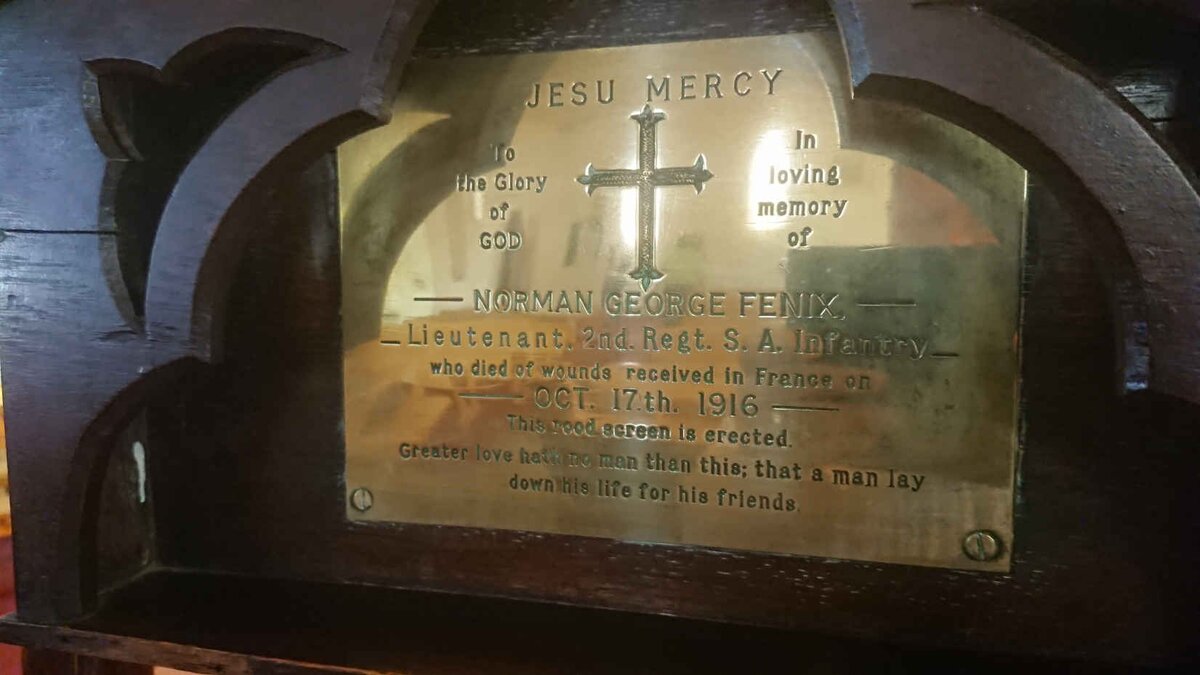 JESU MERCY
To
the Glory
of
GOD
In
loving
memory
of
NORMAN GEORGE FENIX,
Lieutenant. 2nd. Regt. S. A. Infantry
who died of wounds received in France on
OCT. 17.th. 1916
This rood screen is erected.
Greater love hath no man than this; that a man lay
down his life for his friends.